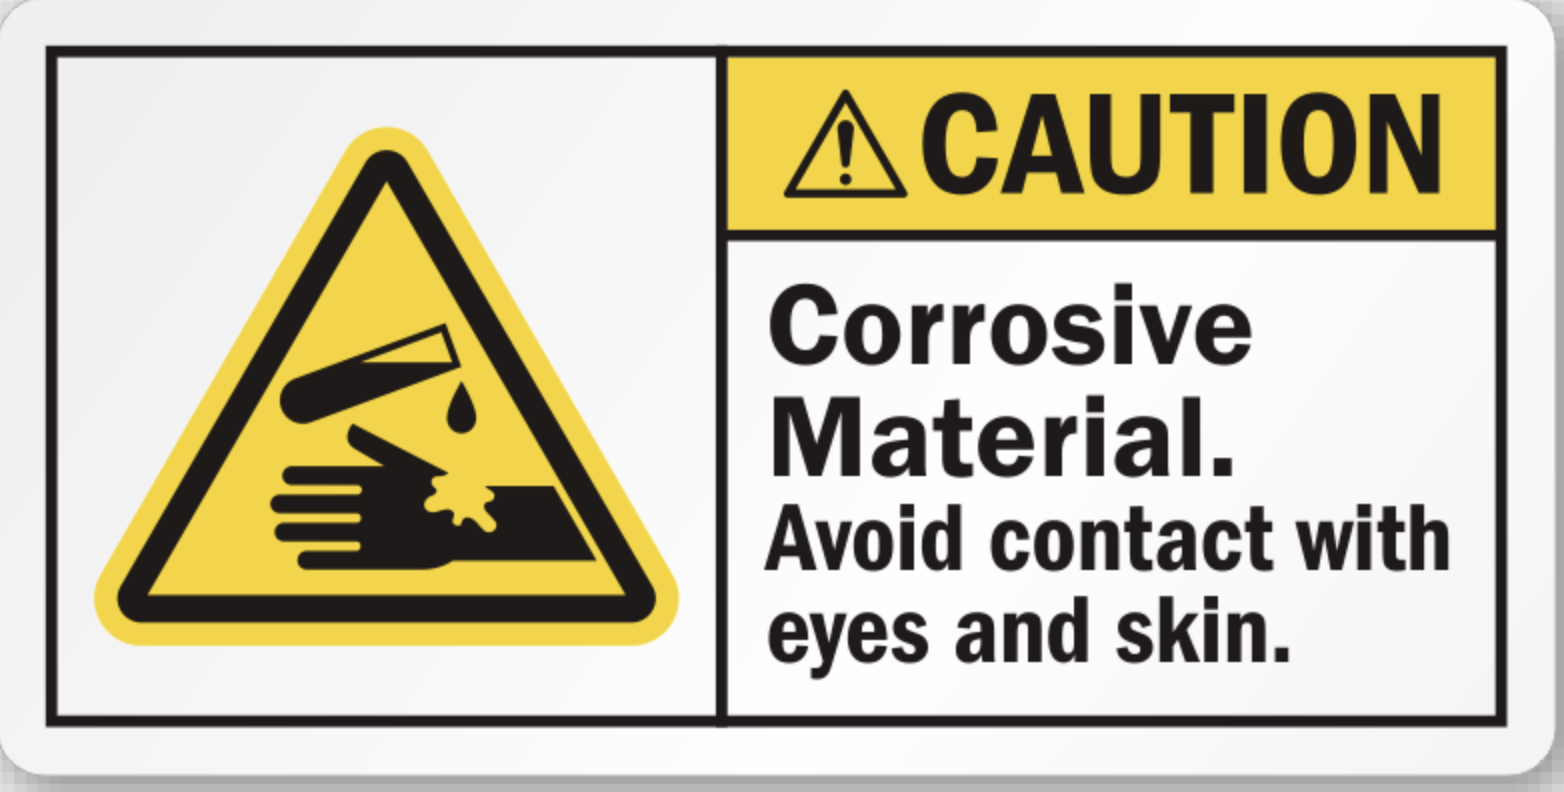 CAUTION
Corrosive
Material.
Avoid contact with
eyes and skin.